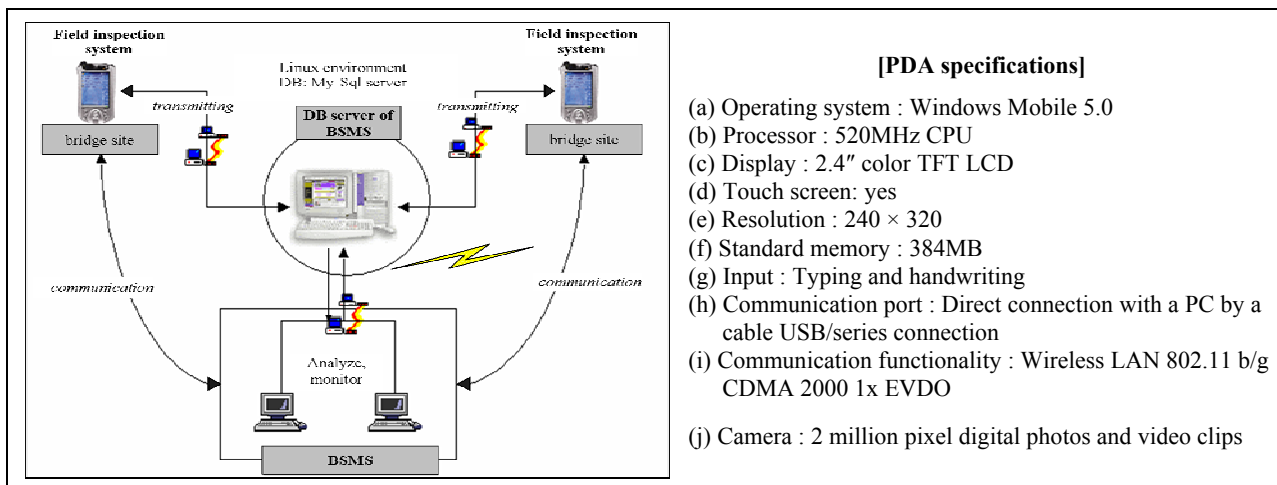 Field inspection
system
Field inspection
system
Linux environment
DB: My Sql server
transmitting
transmitting
DB server of
BSMS
bridge site
bridge site
communication
communication
Analyze,
monitor
BSMS
[PDA specifications]
(a) Operating system : Windows Mobile 5.0
(b) Processor : 520MHz CPU
(c) Display : 2.4″ color TFT LCD
(d) Touch screen: yes
(e) Resolution : 240 × 320
(f) Standard memory : 384MB
(g) Input : Typing and handwriting
(h) Communication port : Direct connection with a PC by a
cable USB/series connection
(i) Communication functionality : Wireless LAN 802.11 b/g
CDMA 2000 1x EVDO
(j) Camera : 2 million pixel digital photos and video clips